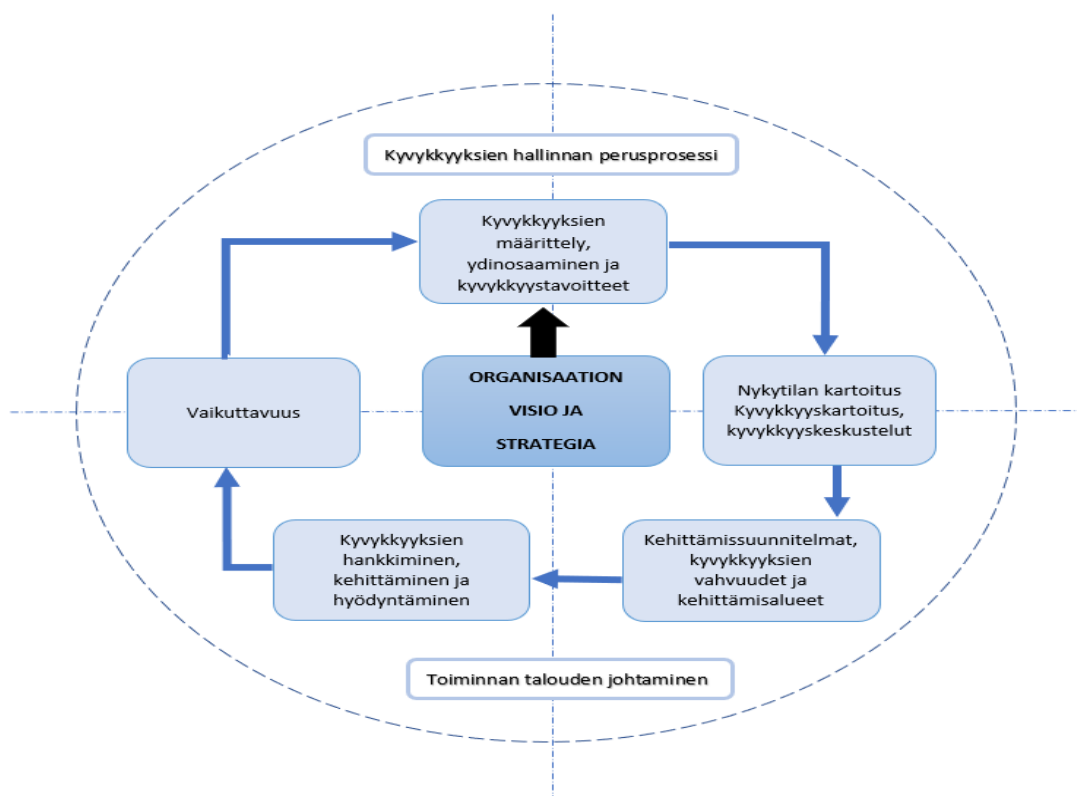 Kyvykkyyksien hallinnan perusprosessi
Kyvykkyyksien
määrittely,
ydinosaaminen ja
kyvykkyystavoitteet
ORGANISAATION
VISIO JA
STRATEGIA
Nykytilan kartoitus
Kyvykkyyskartoitus,
kyvykkyyskeskustelut
Kehittämissuunnitelmat,
kyvykkyyksien
vahvuudet ja
kehittämisalueet
Kyvykkyyksien
hankkiminen,
kehittäminen ja
hyödyntäminen
Vaikuttavuus
Toiminnan talouden johtaminen